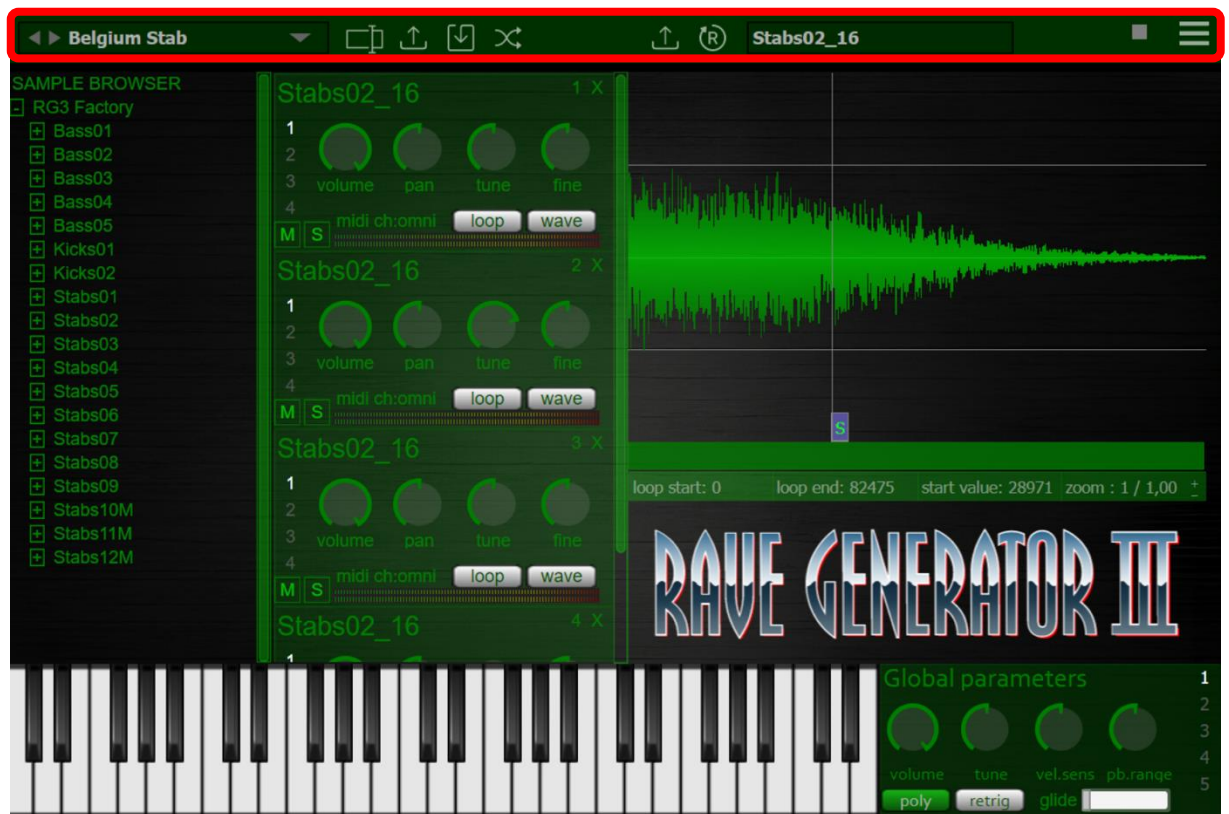 Belgium Stab
R
Stabs02_16
SAMPLE BROWSER
- RG3 Factory
+ Bass01
+ Bass02
+ Bass03
+ Bass04
+ Bass05
+ Kicks01
+ Kicks02
+ Stabs01
+ Stabs02
+ Stabs03
+ Stabs04
+ Stabs05
+ Stabs06
+ Stabs07
+ Stabs08
+ Stabs09
+ Stabs10M
+ Stabs11M
+ Stabs12M
Stabs02_16 1 X
1
2
3
4
volume pan tune fine
midi ch:omni loop wave
M S
Stabs02_16 2 X
1
2
3
4
volume pan tune fine
midi ch:omni loop wave
M S
Stabs02_16 3 X
1
2
3
4
volume pan tune fine
midi ch:omni loop wave
M S
Stabs02_16 4 X
1
S
loop start: 0 loop end: 82475 start value: 28971 zoom : 1 / 1,00 + -
RAVE GENERATOR III
Global parameters
1
2
3
4
5
volume tune vel.sens pb.range
poly retrig glide